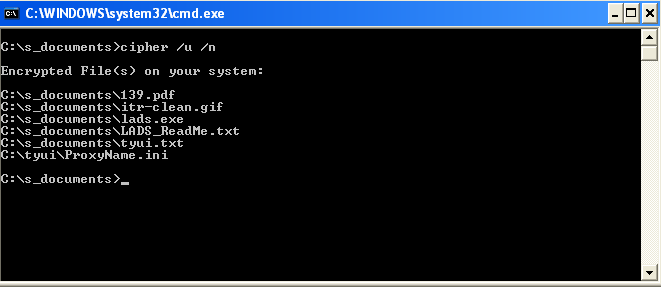 C:\WINDOWS\system32\cmd.exe
C:\s_documents>cipher /u /n
Encrypted File(s) on your system:
C:\s_documents\139.pdf
C:\s_documents\itr-clean.gif
C:\s_documents\lads.exe
C:\s_documents\LADS_ReadMe.txt
C:\s_documents\tyui.txt
C:\tyui\ProxyName.ini
C:\s_documents>_